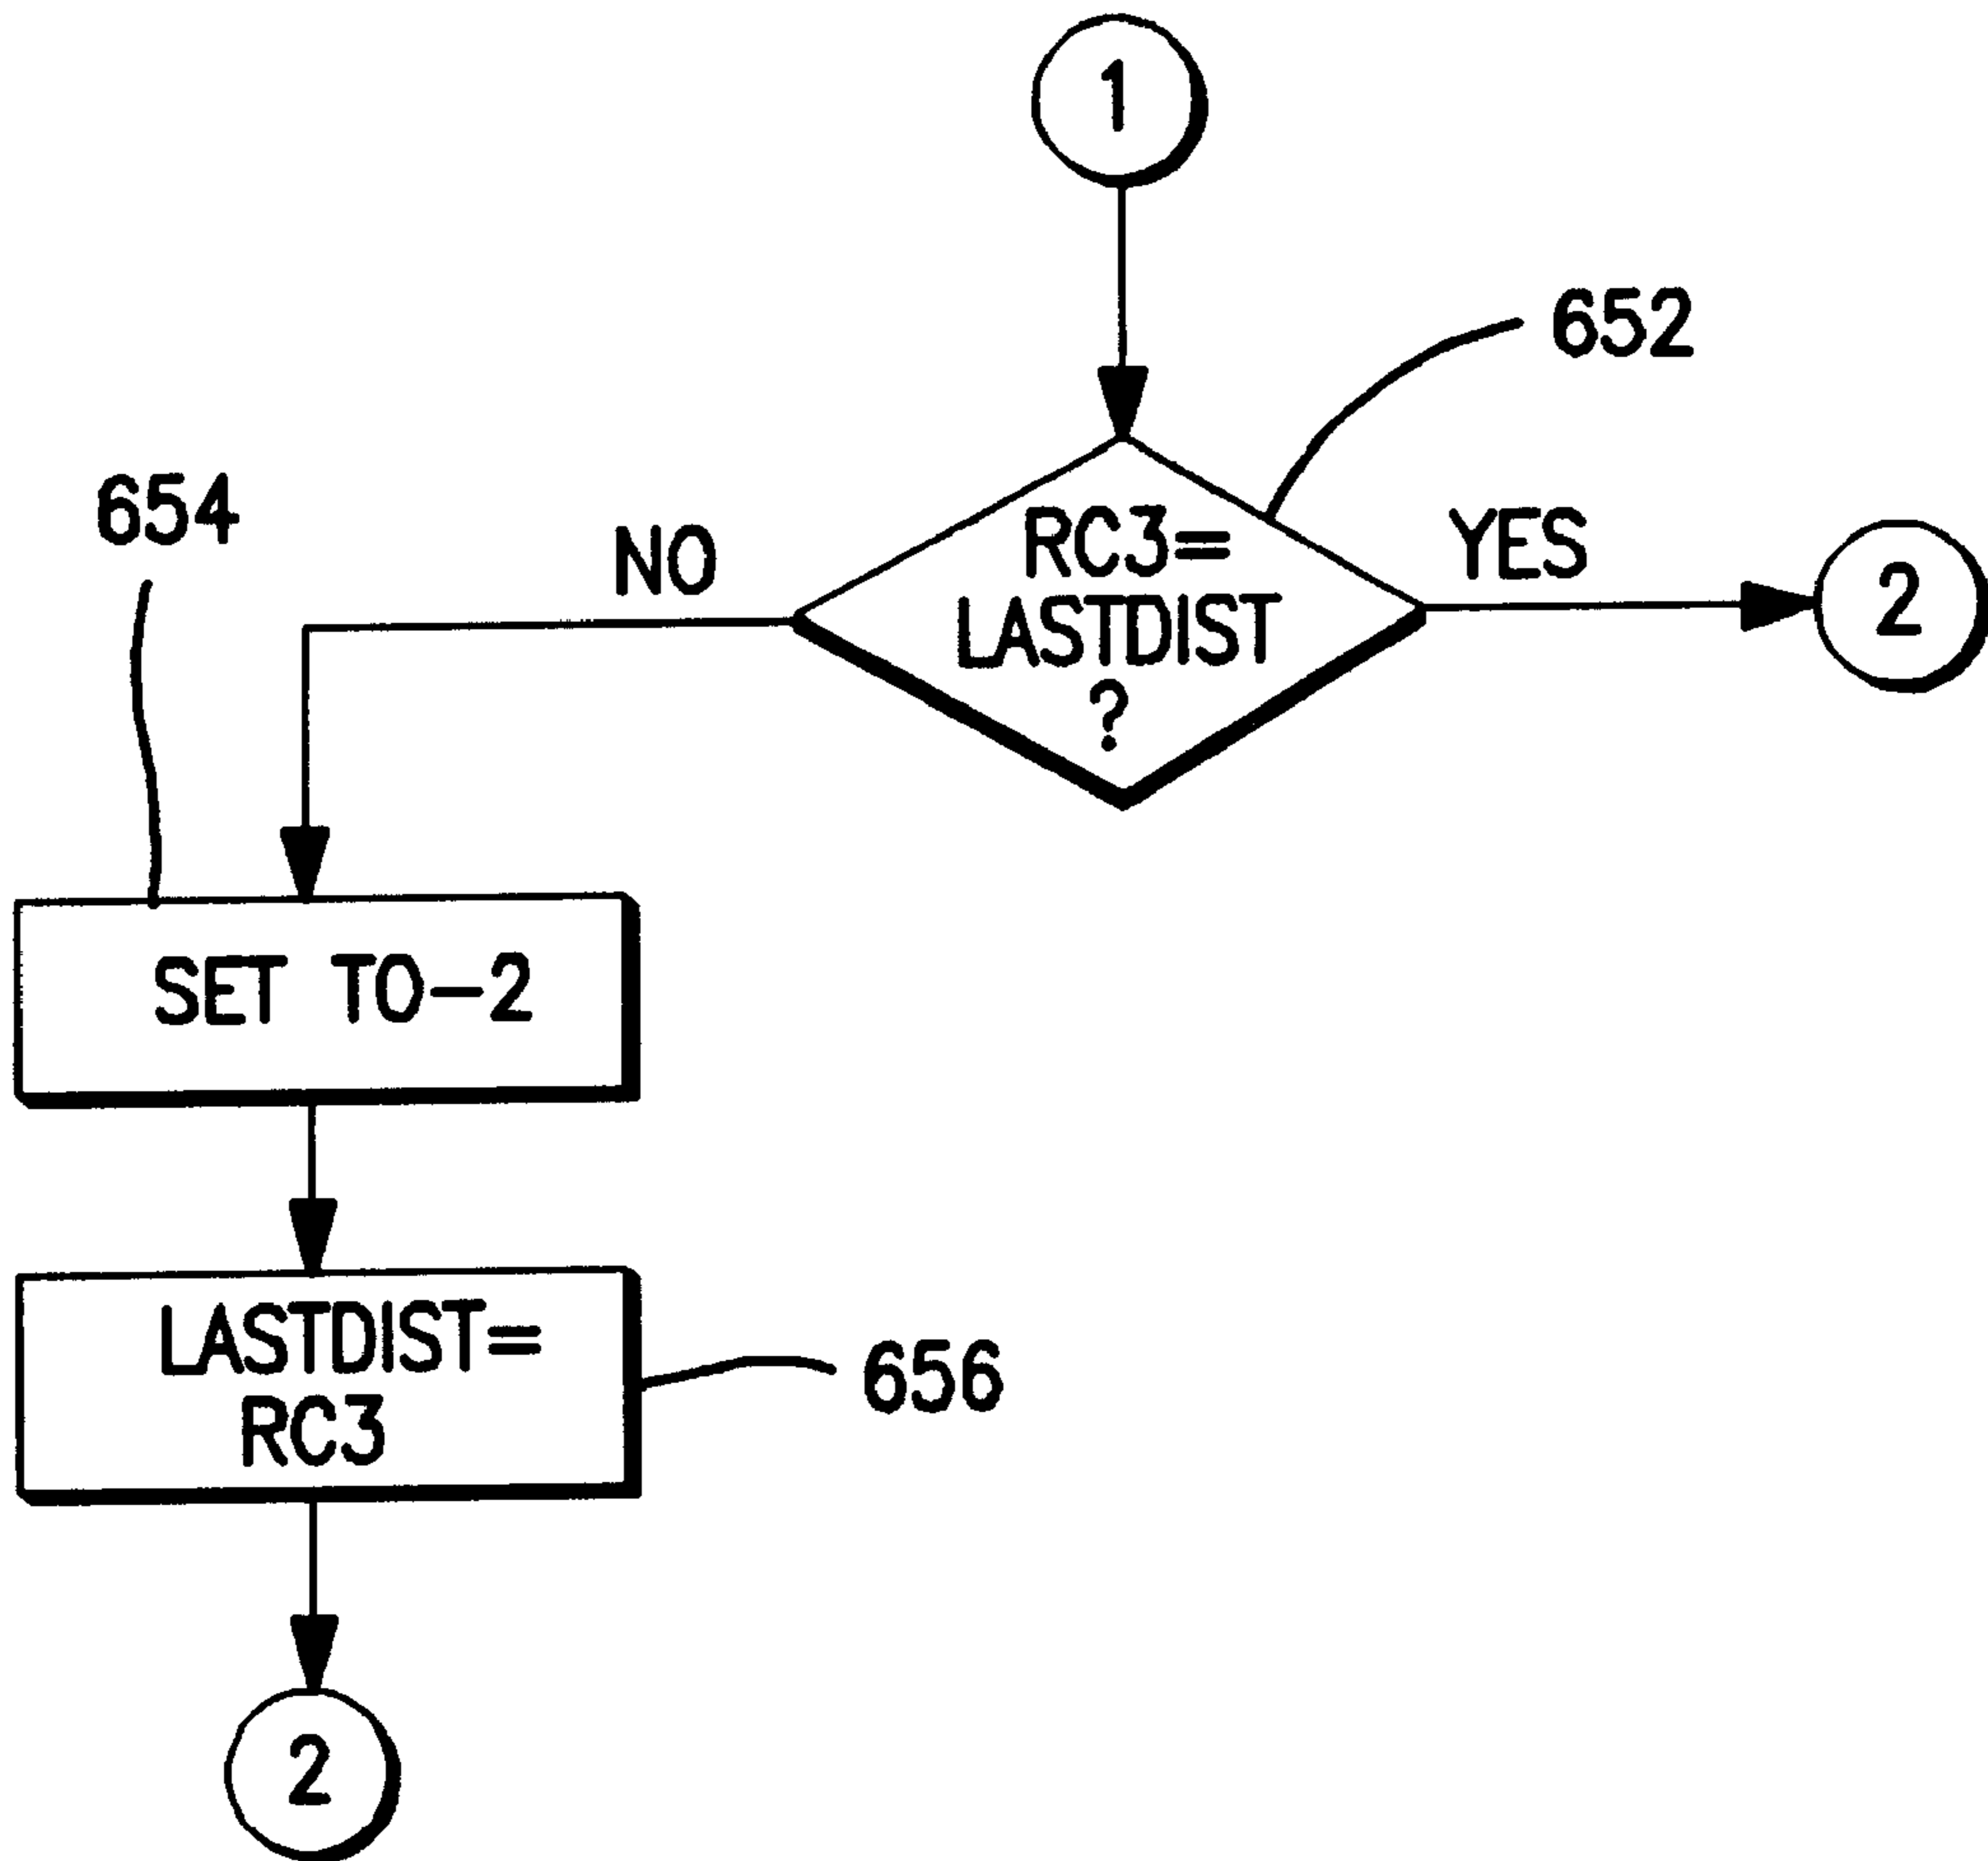 1
652
654
NO
RC3=
LASTDIST
?
YES
2
SET TO-2
LASTDIST=
RC3
656
2